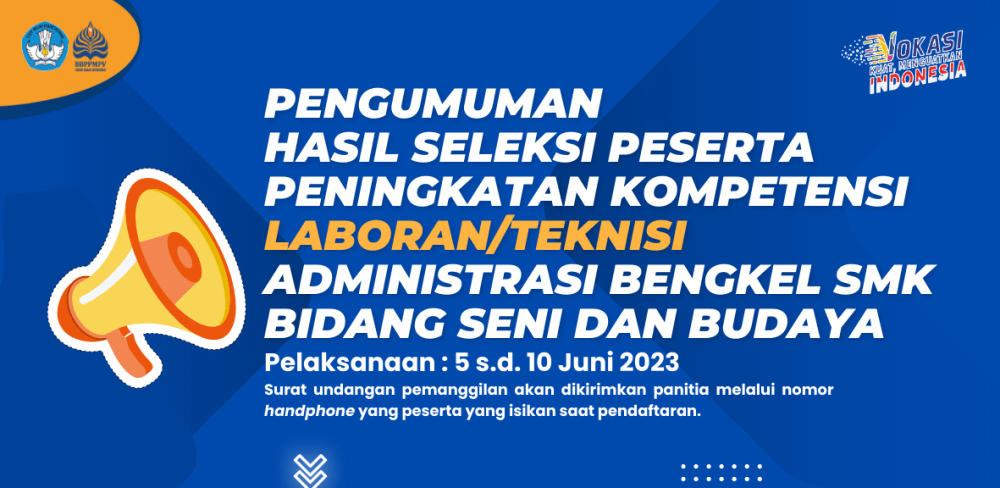 BBPPMPV
VOKASI
KUAT, MENGUATKAN
INDONESIA
PENGUMUMAN
HASIL SELEKSI PESERTA
PENINGKATAN KOMPETENSI
LABORAN/TEKNISI
ADMINISTRASI BENGKEL SMK
BIDANG SENI DAN BUDAYA
Pelaksanaan : 5 s.d. 10 Juni 2023
Surat undangan pemanggilan akan dikirimkan panitia melalui nomor
handphone yang peserta yang isikan saat pendaftaran.